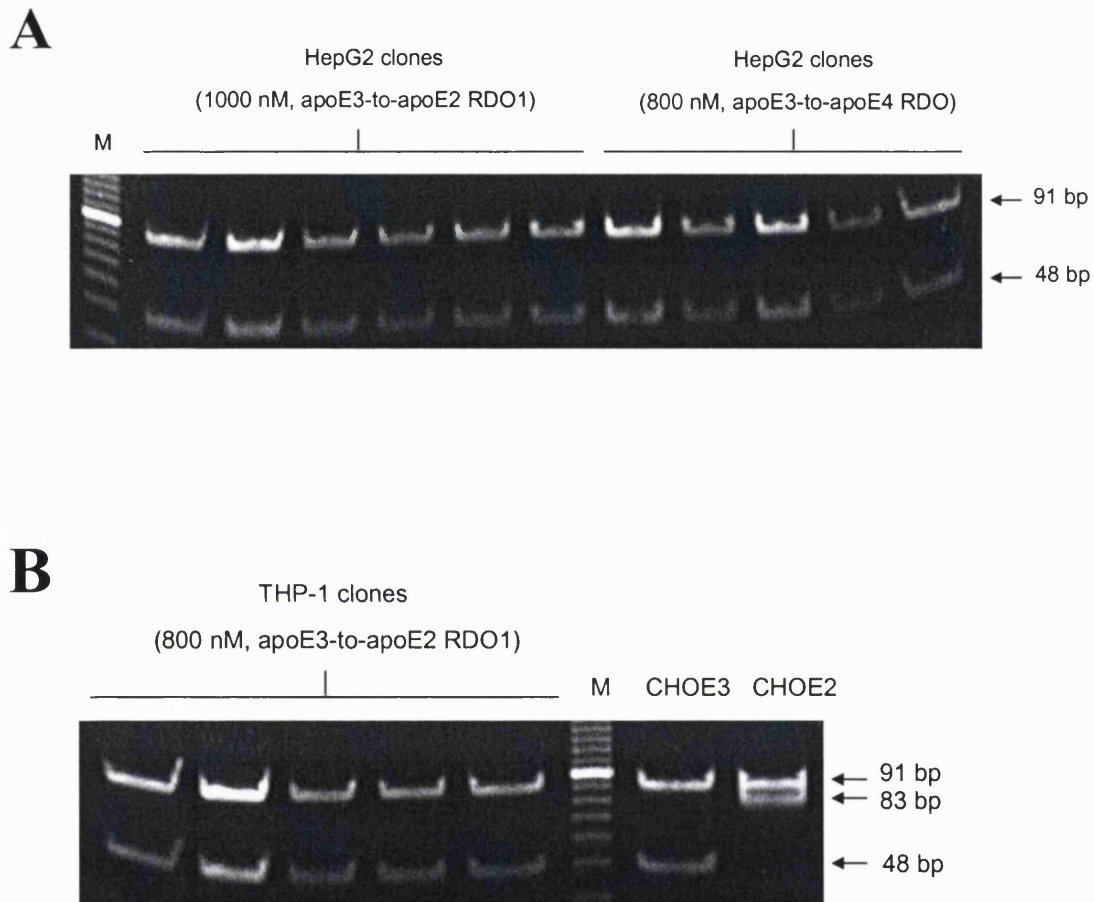 A
HepG2 clones
(1000 nM, apoE3-to-apoE2 RDO1)
HepG2 clones
(800 nM, apoE3-to-apoE4 RDO)
M
91 bp
48 bp
B
THP-1 clones
(800 nM, apoE3-to-apoE2 RDO1)
M
CHOE3
CHOE2
91 bp
83 bp
48 bp